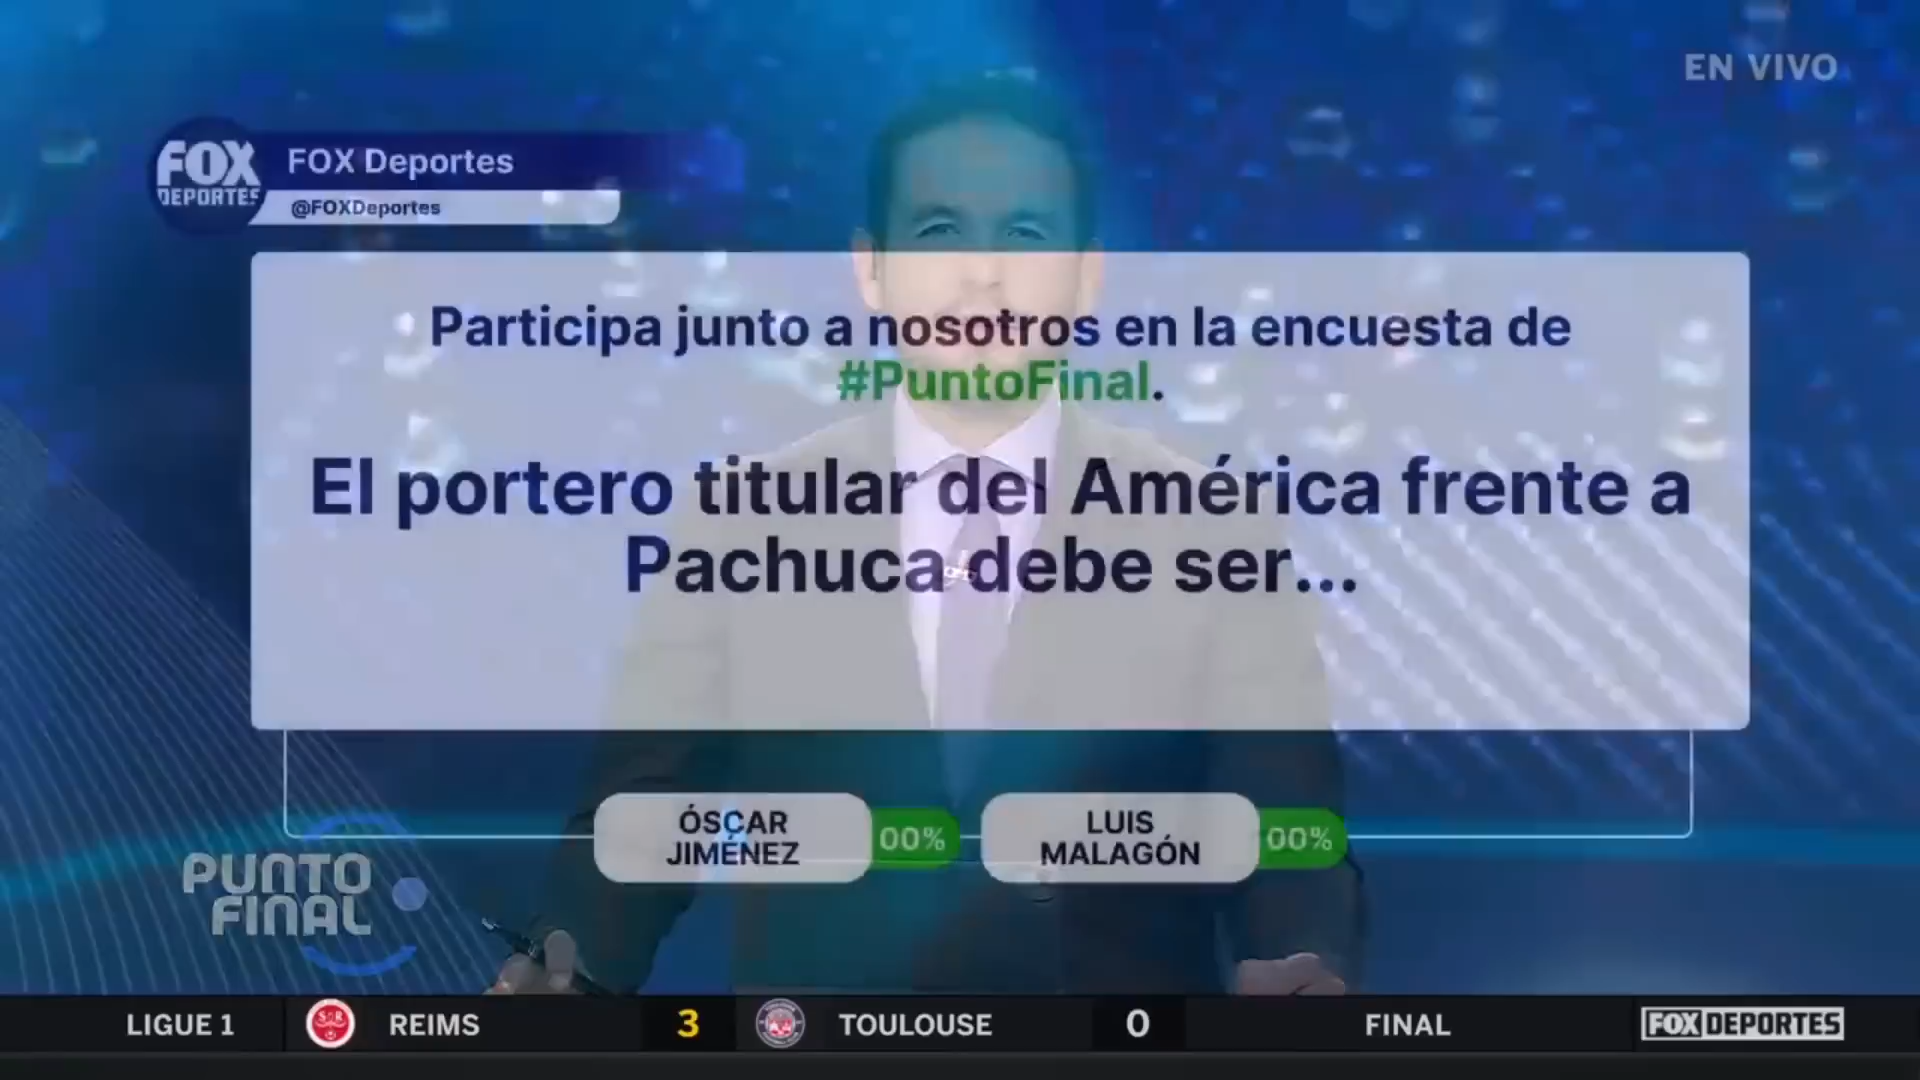 EN VIVO
FOX
DEPORTES
FOX Deportes
@FOXDeportes
Participa junto a nosotros en la encuesta de
#PuntoFinal.
El portero titular del América frente a
Pachuca debe ser...
ÓSCAR
JIMÉNEZ
00%
LUIS
MALAGÓN
00%
PUNTO
FINAL
LIGUE 1 REIMS 3 TOULOUSE 0 FINAL FOX DEPORTES